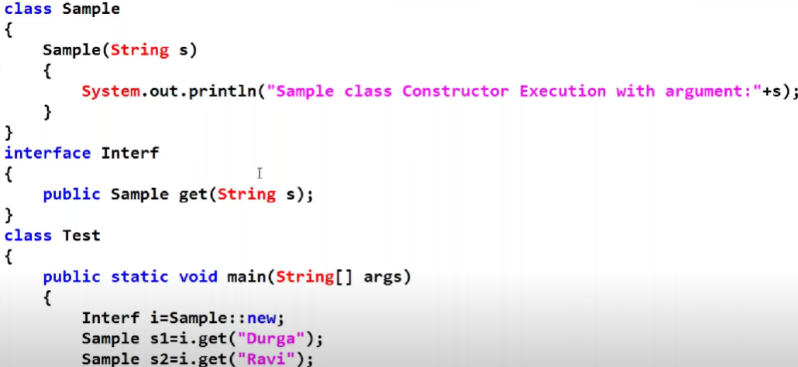 class Sample
{
    Sample(String s)
    {
        System.out.println("Sample class Constructor Execution with argument:"+s);
    }
}
interface Interf
{
    public Sample get(String s);
}
class Test
{
    public static void main(String[] args)
    {
        Interf i=Sample::new;
        Sample s1=i.get("Durga");
        Sample s2=i.get("Ravi");